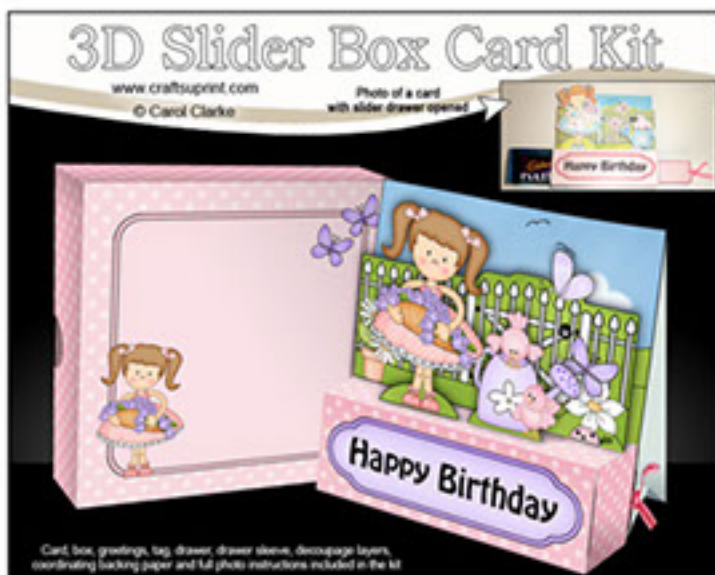 3D Slider Box Card Kit
www.craftsuprint.com
© Carol Clarke
Photo of a card
with slider drawer opened
Happy Birthday
Happy Birthday
Card, box, greetings, tag, drawer, drawer sleeve, decoupage layers,
coordinating backing paper and full photo instructions included in the kit